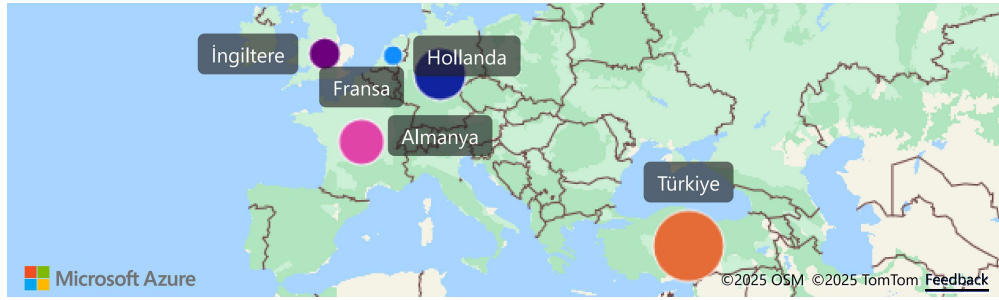 İngiltere
Hollanda
Fransa
Almanya
Türkiye
Microsoft Azure
©2025 OSM ©2025 TomTom Feedback